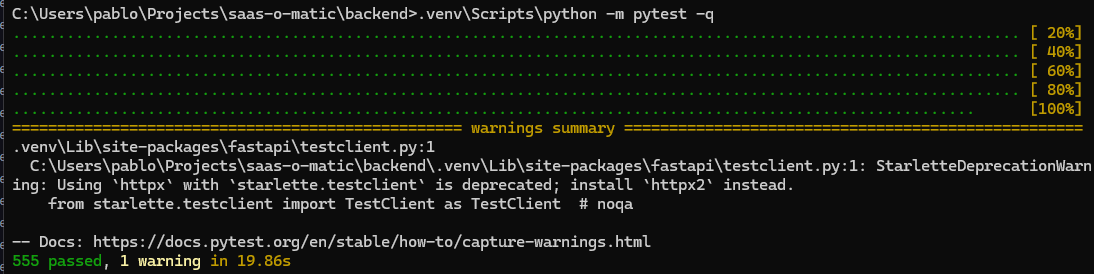 C:\Users\pablo\Projects\saas-o-matic\backend>.venv\Scripts\python -m pytest -q
................................................................................................................ [ 20%]
................................................................................................................ [ 40%]
................................................................................................................ [ 60%]
................................................................................................................ [ 80%]
........................................................................................................... [100%]
================================================== warnings summary ===================================================
.venv\Lib\site-packages\fastapi\testclient.py:1
  C:\Users\pablo\Projects\saas-o-matic\backend\.venv\Lib\site-packages\fastapi\testclient.py:1: StarletteDeprecationWarn
ing: Using `httpx` with `starlette.testclient` is deprecated; install `httpx2` instead.
    from starlette.testclient import TestClient as TestClient  # noqa

-- Docs: https://docs.pytest.org/en/stable/how-to/capture-warnings.html
555 passed, 1 warning in 19.86s